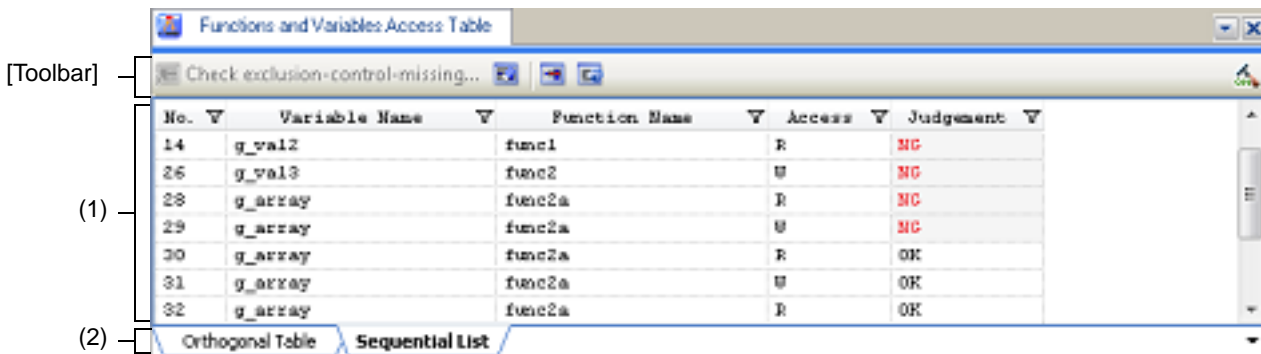 Functions and Variables Access Table
[Toolbar]
Check exclusion-control-missing...
No. Variable Name Function Name Access Judgement
(1)
14 g_val2 func1 R NG
26 g_val3 func2 W NG
28 g_array func2a R NG
29 g_array func2a W NG
30 g_array func2a R OK
31 g_array func2a W OK
32 g_array func2a R OK
(2)
Orthogonal Table Sequential List